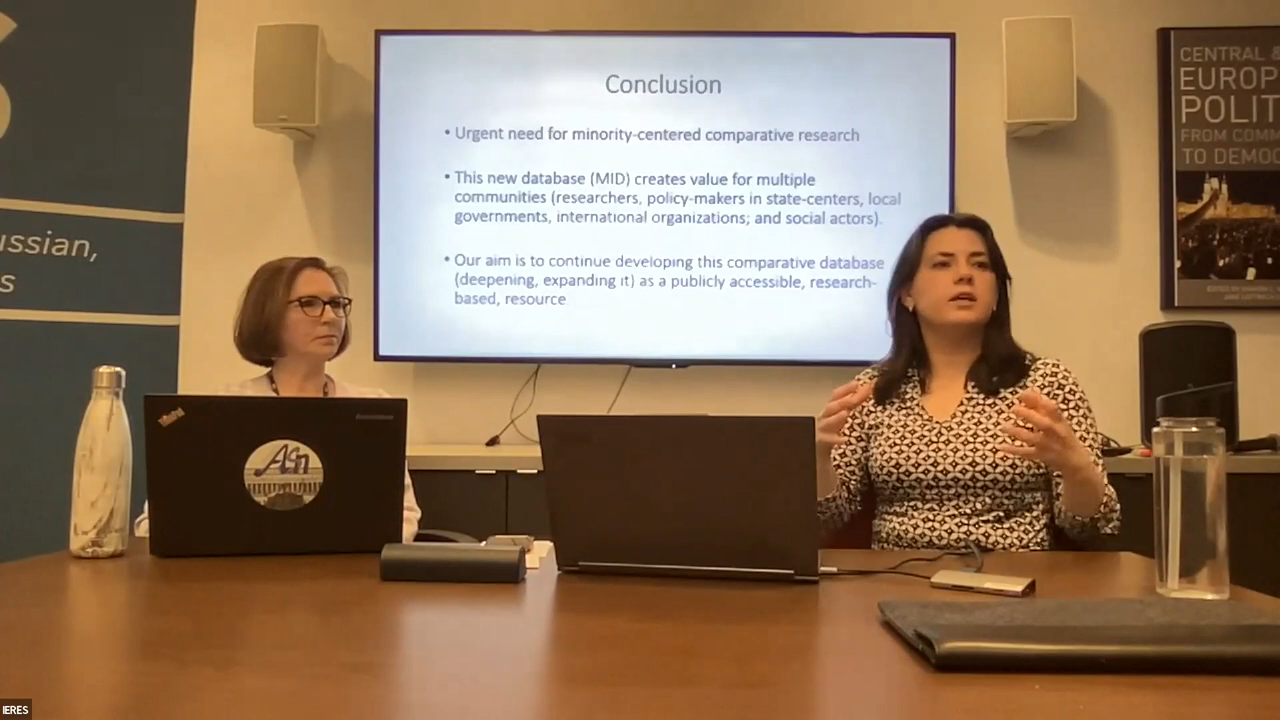 ussian,
s
Conclusion
• Urgent need for minority-centered comparative research
• This new database (MID) creates value for multiple
communities (researchers, policy-makers in state-centers, local
governments, international organizations; and social actors).
• Our aim is to continue developing this comparative database
(deepening, expanding it) as a publicly accessible, research-
based, resource
CENTRAL &
EUROP
POLIT
FROM COMM
TO DEMOC
EDITED BY
ThinkPad
IERES